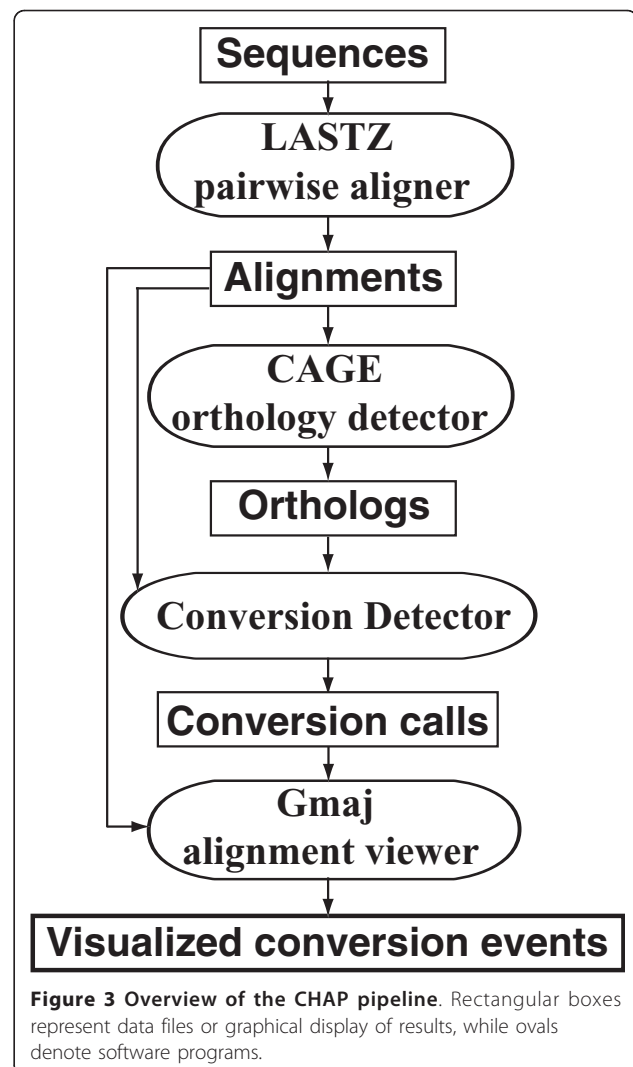 Sequences
LASTZ
pairwise aligner
Alignments
CAGE
orthology detector
Orthologs
Conversion Detector
Conversion calls
Gmaj
alignment viewer
Visualized conversion events
Figure 3 Overview of the CHAP pipeline. Rectangular boxes
represent data files or graphical display of results, while ovals
denote software programs.